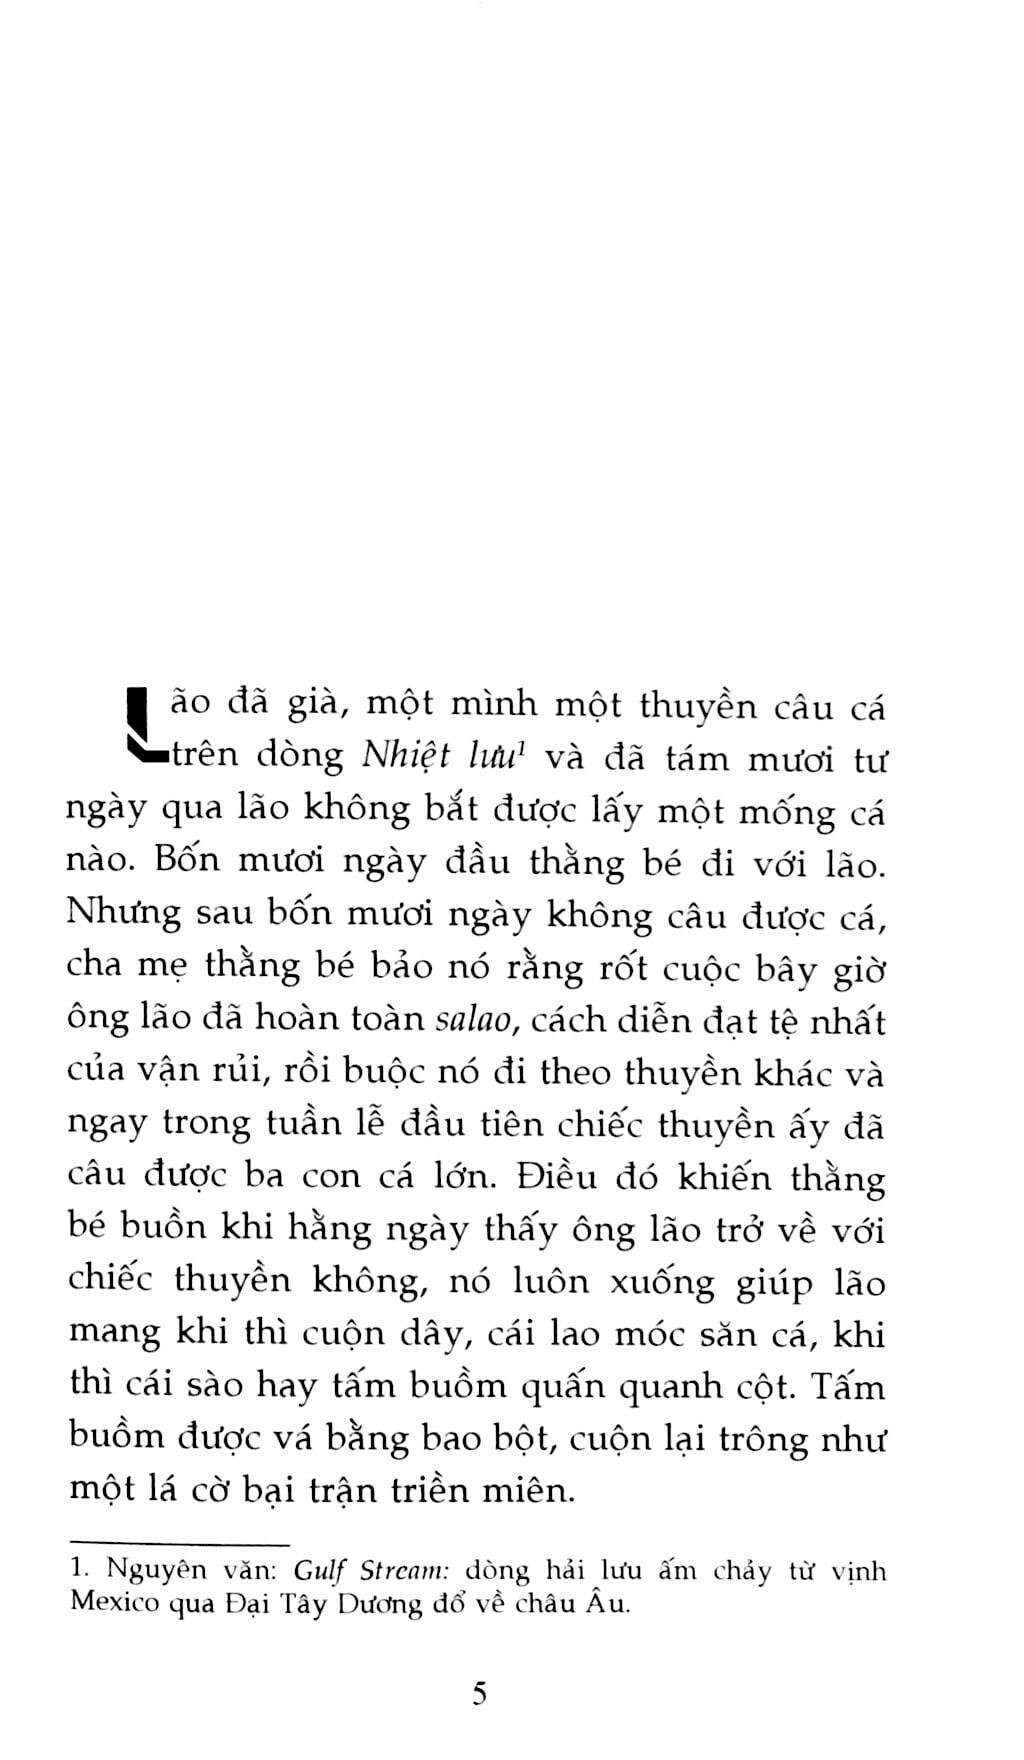 Lão đã già, một mình một thuyền câu cá
trên dòng Nhiệt lưu¹ và đã tám mươi tư
ngày qua lão không bắt được lấy một mống cá
nào. Bốn mươi ngày đầu thằng bé đi với lão.
Nhưng sau bốn mươi ngày không câu được cá,
cha mẹ thằng bé bảo nó rằng rốt cuộc bây giờ
ông lão đã hoàn toàn salao, cách diễn đạt tệ nhất
của vận rủi, rồi buộc nó đi theo thuyền khác và
ngay trong tuần lễ đầu tiên chiếc thuyền ấy đã
câu được ba con cá lớn. Điều đó khiến thằng
bé buồn khi hằng ngày thấy ông lão trở về với
chiếc thuyền không, nó luôn xuống giúp lão
mang khi thì cuộn dây, cái lao móc săn cá, khi
thì cái sào hay tấm buồm quấn quanh cột. Tấm
buồm được vá bằng bao bột, cuộn lại trông như
một lá cờ bại trận triền miên.
1. Nguyên văn: Gulf Stream: dòng hải lưu ấm chảy từ vịnh
Mexico qua Đại Tây Dương đổ về châu Âu.
5